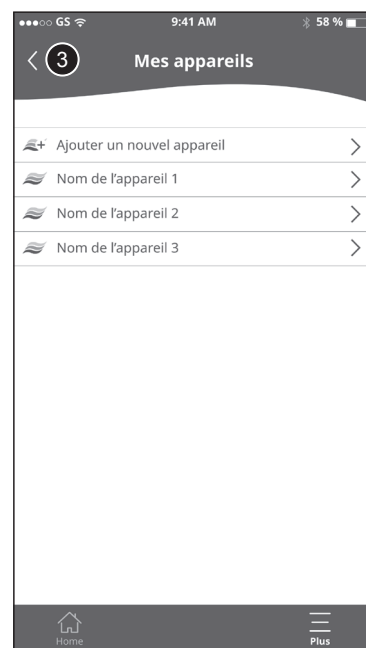 GS 9:41 AM 58 %
3 Mes appareils
Ajouter un nouvel appareil
Nom de l'appareil 1
Nom de l'appareil 2
Nom de l'appareil 3
Home Plus